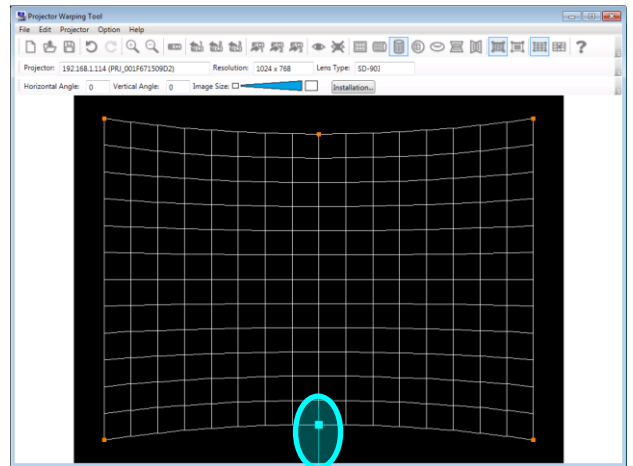 Projector Warping Tool
File Edit Projector Option Help
Projector: 192.168.1.114 (PRJ_001F671509D2) Resolution: 1024 x 768 Lens Type: SD-90I
Horizontal Angle: 0 Vertical Angle: 0 Image Size: Installation...